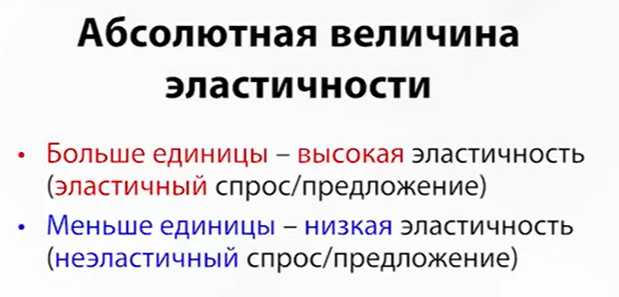 Абсолютная величина
эластичности
• Больше единицы – высокая эластичность
(эластичный спрос/предложение)
• Меньше единицы – низкая эластичность
(неэластичный спрос/предложение)